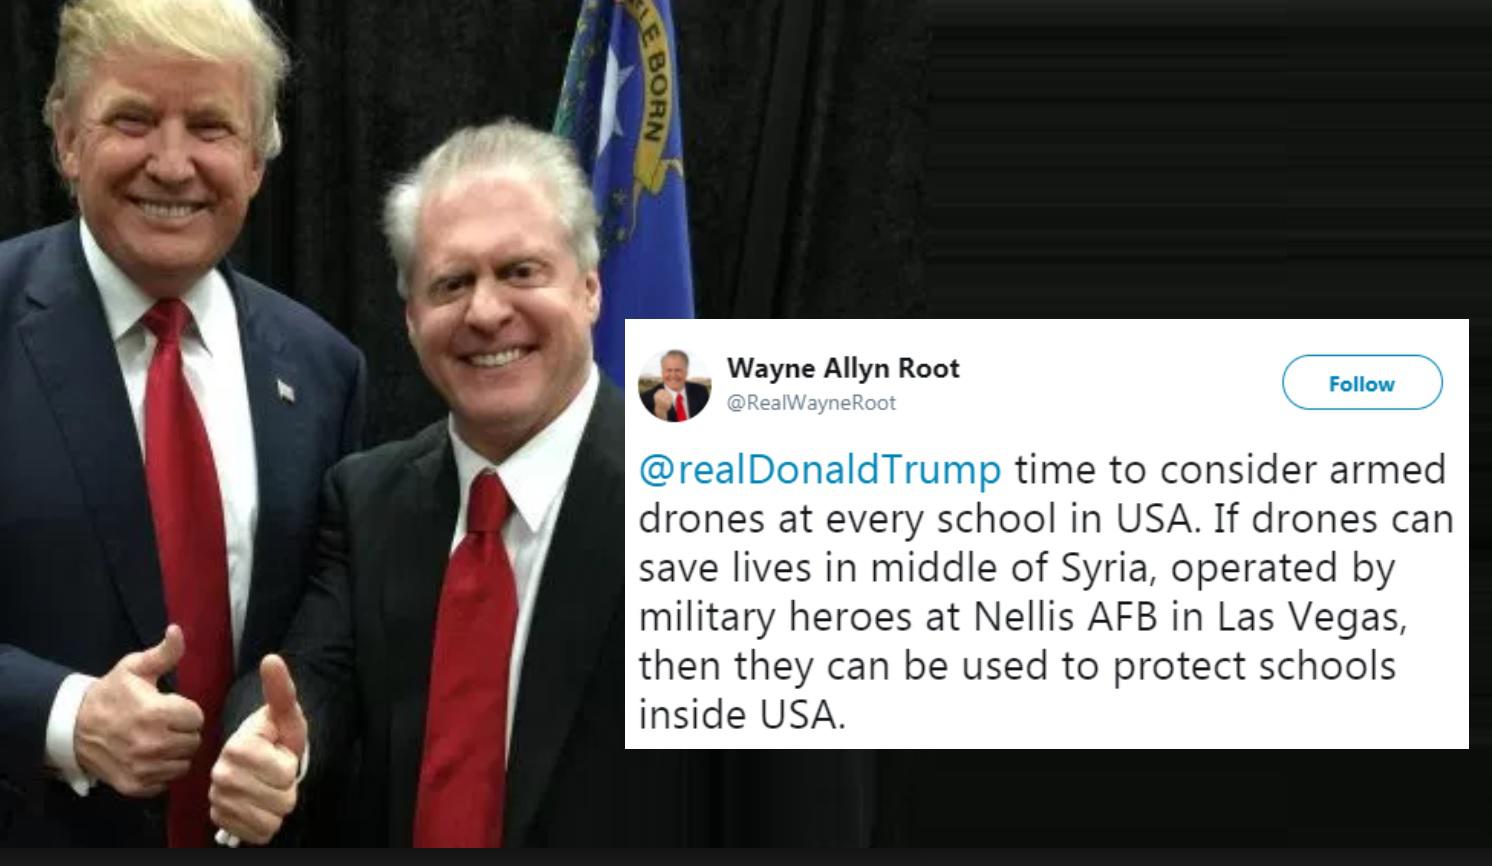 LE BORN
Wayne Allyn Root
@RealWayneRoot
Follow
@realDonaldTrump time to consider armed
drones at every school in USA. If drones can
save lives in middle of Syria, operated by
military heroes at Nellis AFB in Las Vegas,
then they can be used to protect schools
inside USA.